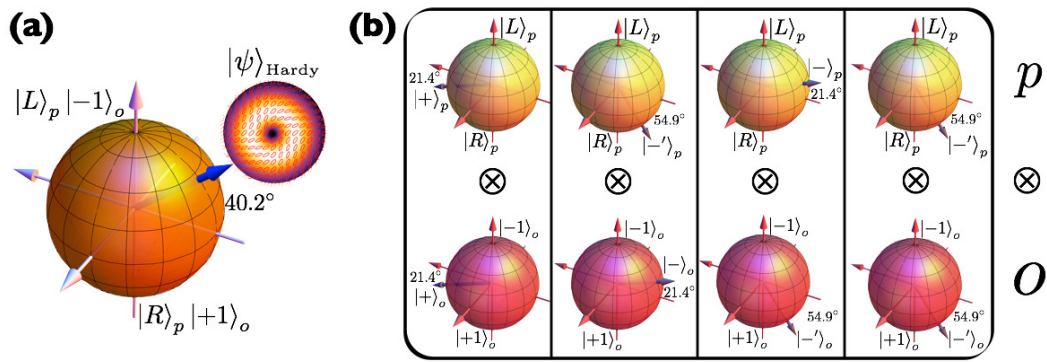 (a)
|ψ⟩Hardy
|L⟩p |−1⟩o
40.2°
|R⟩p |+1⟩o
(b)
|L⟩p
21.4°
|+⟩p
|R⟩p
|L⟩p
54.9°
|R⟩p
|−′⟩p
|L⟩p
|−⟩p
21.4°
|R⟩p
|L⟩p
54.9°
|R⟩p
|−′⟩p
p
⊗ ⊗ ⊗ ⊗ ⊗
|−1⟩o
21.4°
|+⟩o
|+1⟩o
|−1⟩o
|−⟩o
21.4°
|+1⟩o
|−1⟩o
54.9°
|+1⟩o
|−′⟩o
|−1⟩o
54.9°
|+1⟩o
|−′⟩o
o